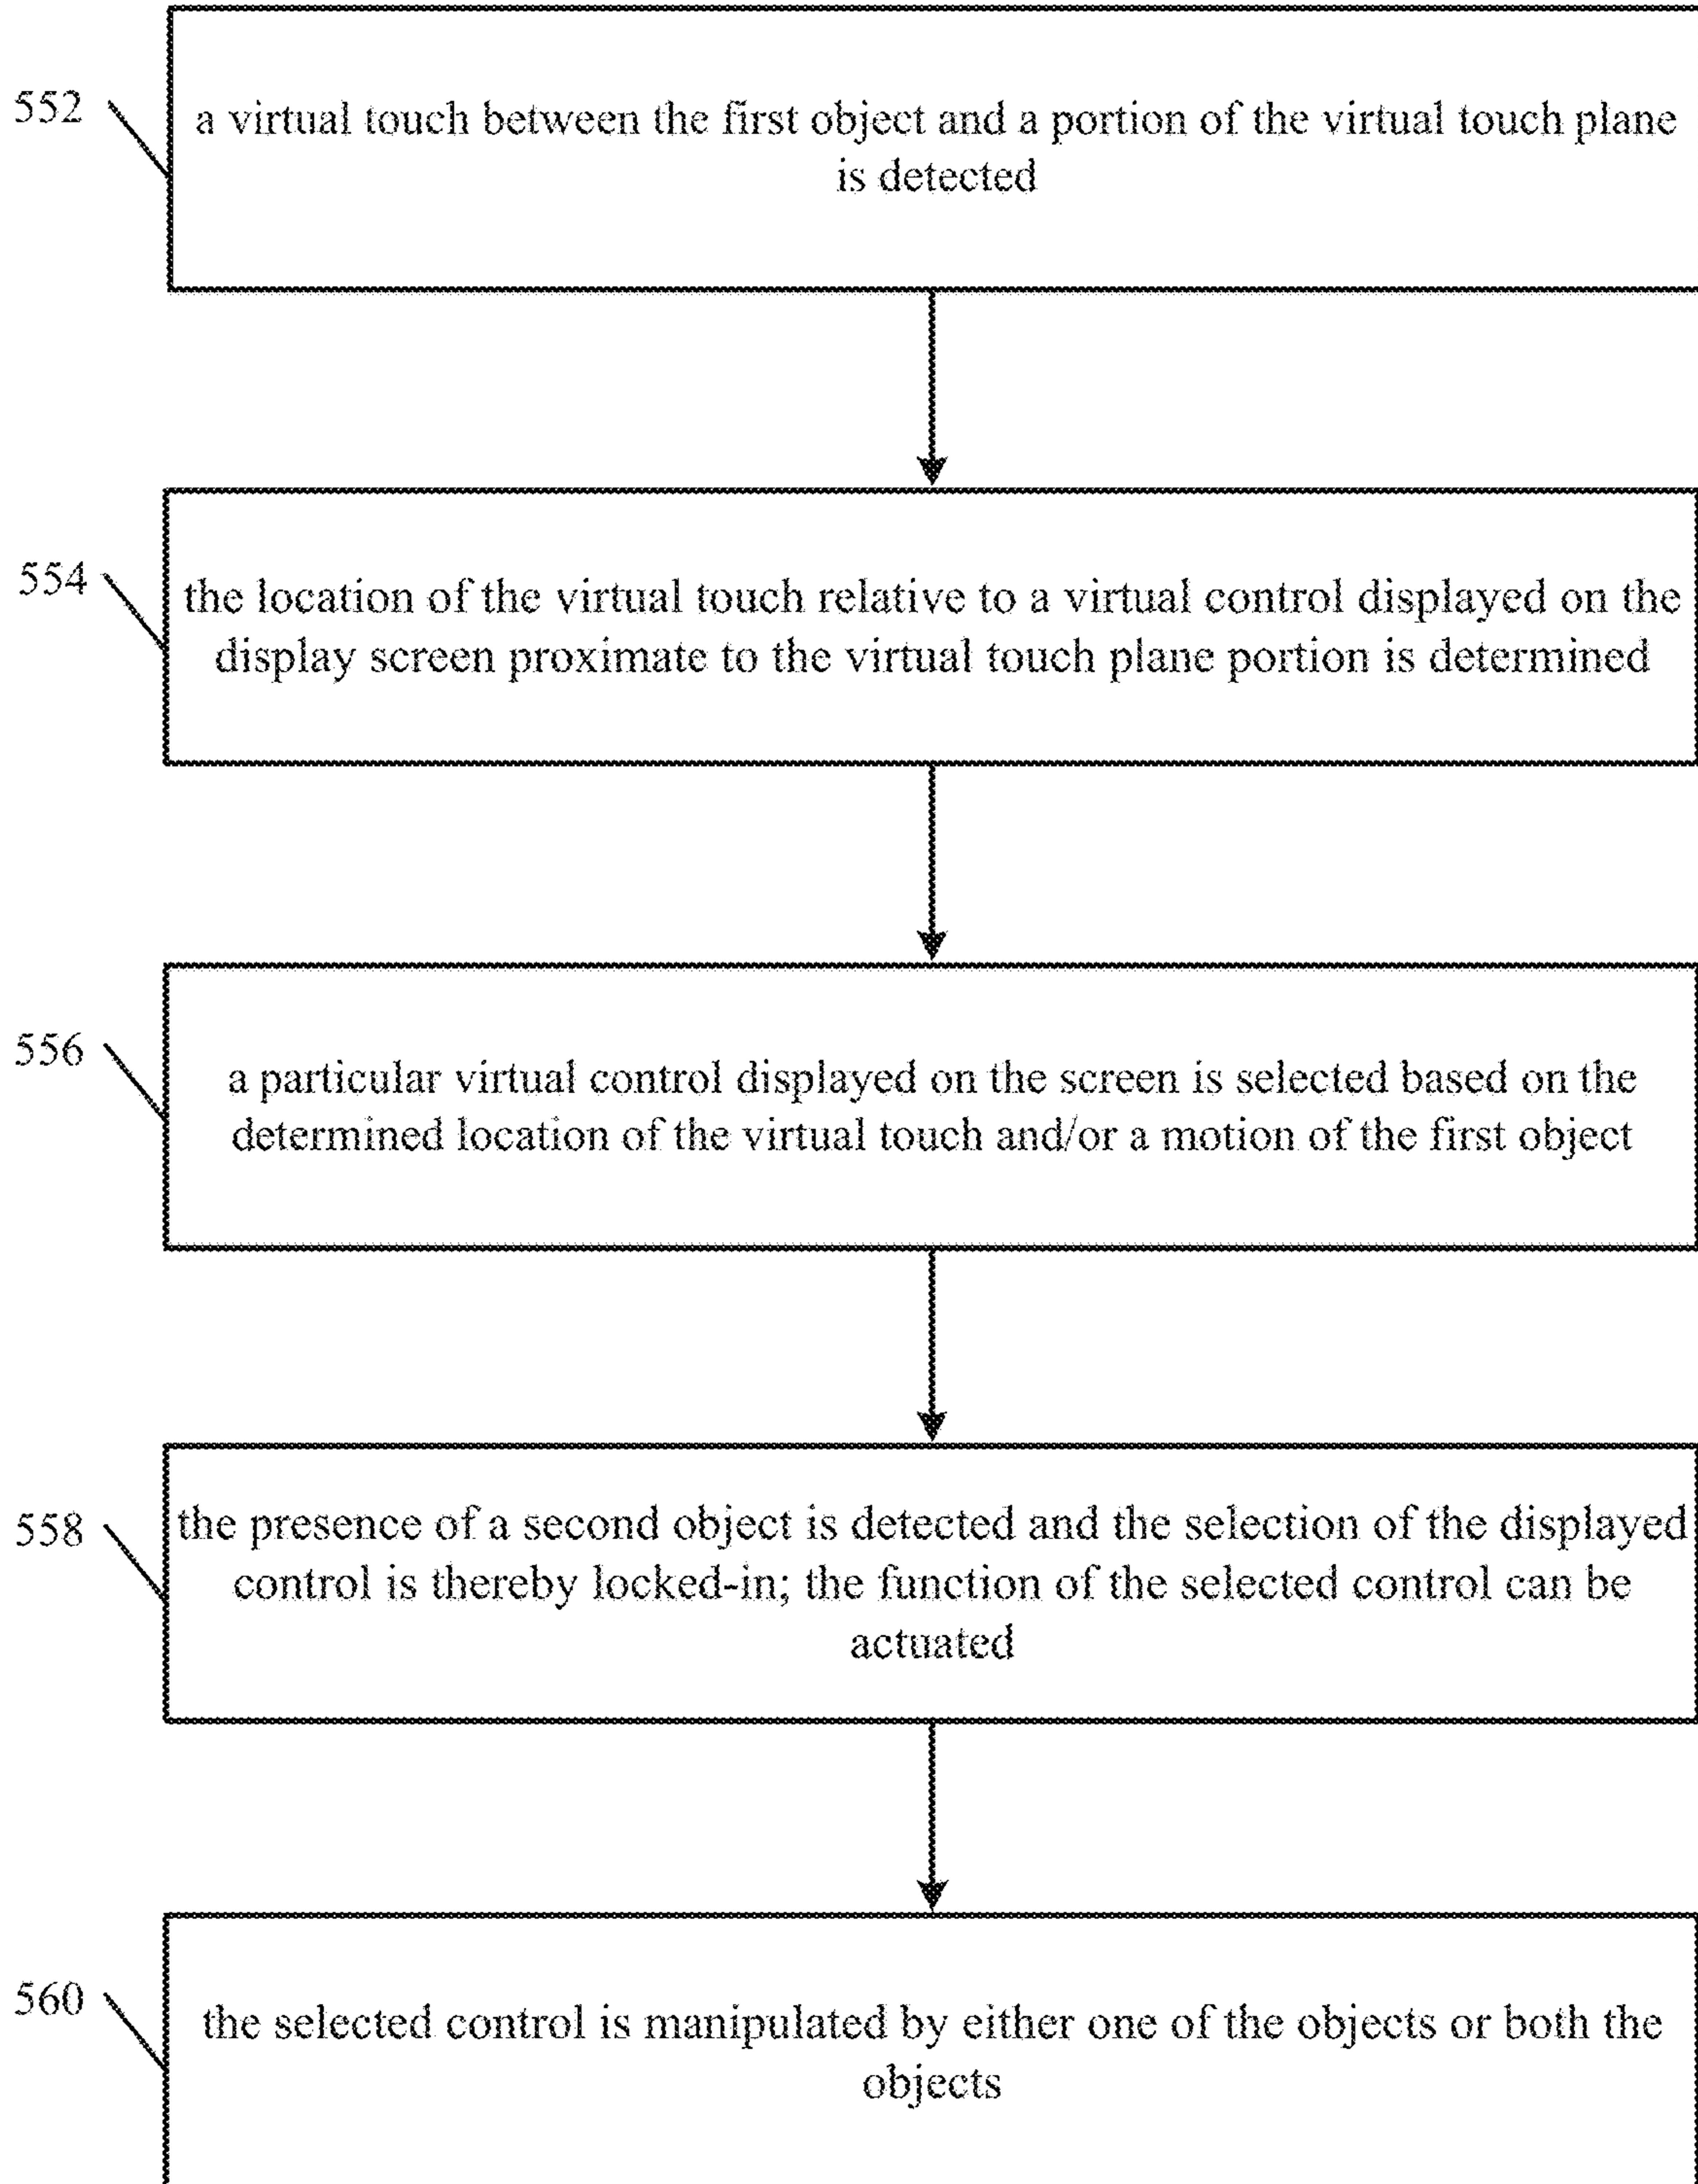 552
a virtual touch between the first object and a portion of the virtual touch plane
is detected
554
the location of the virtual touch relative to a virtual control displayed on the
display screen proximate to the virtual touch plane portion is determined
556
a particular virtual control displayed on the screen is selected based on the
determined location of the virtual touch and/or a motion of the first object
558
the presence of a second object is detected and the selection of the displayed
control is thereby locked-in; the function of the selected control can be
actuated
560
the selected control is manipulated by either one of the objects or both the
objects